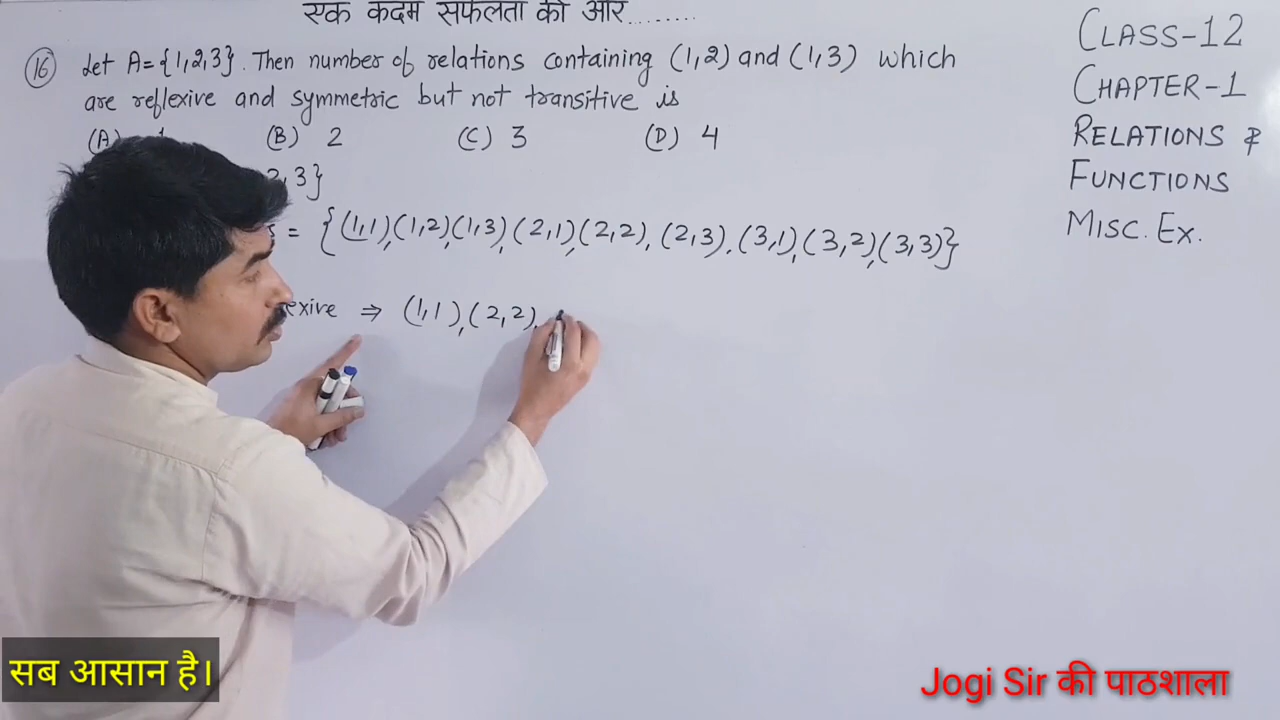 एक कदम सफलता की ओर........
(16) Let A={1,2,3}. Then number of relations containing (1,2) and (1,3) which
are reflexive and symmetric but not transitive is
(A) 1 (B) 2 (C) 3 (D) 4
2,3}
= {(1,1),(1,2),(1,3),(2,1),(2,2),(2,3),(3,1),(3,2),(3,3)}
exive ⇒ (1,1),(2,2),
CLASS-12
CHAPTER-1
RELATIONS &
FUNCTIONS
MISC. EX.
सब आसान है।
Jogi Sir की पाठशाला